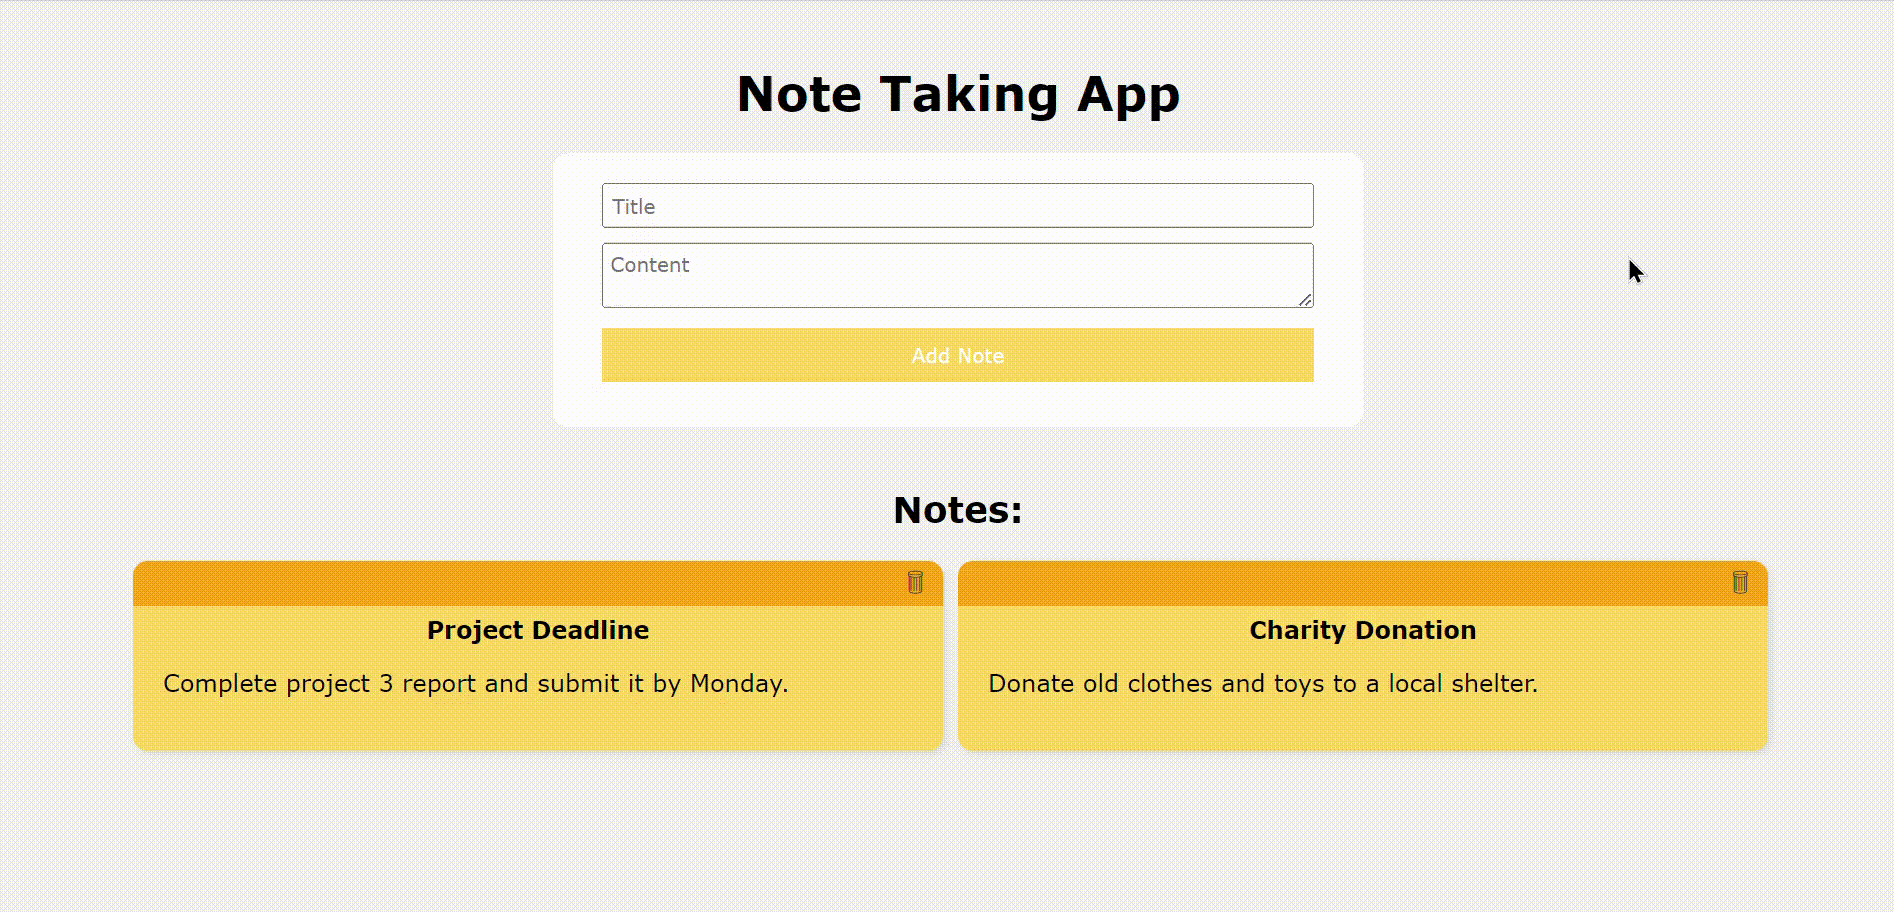 Note Taking App
Title
Content
Add Note
Notes:
Project Deadline
Complete project 3 report and submit it by Monday.
Charity Donation
Donate old clothes and toys to a local shelter.